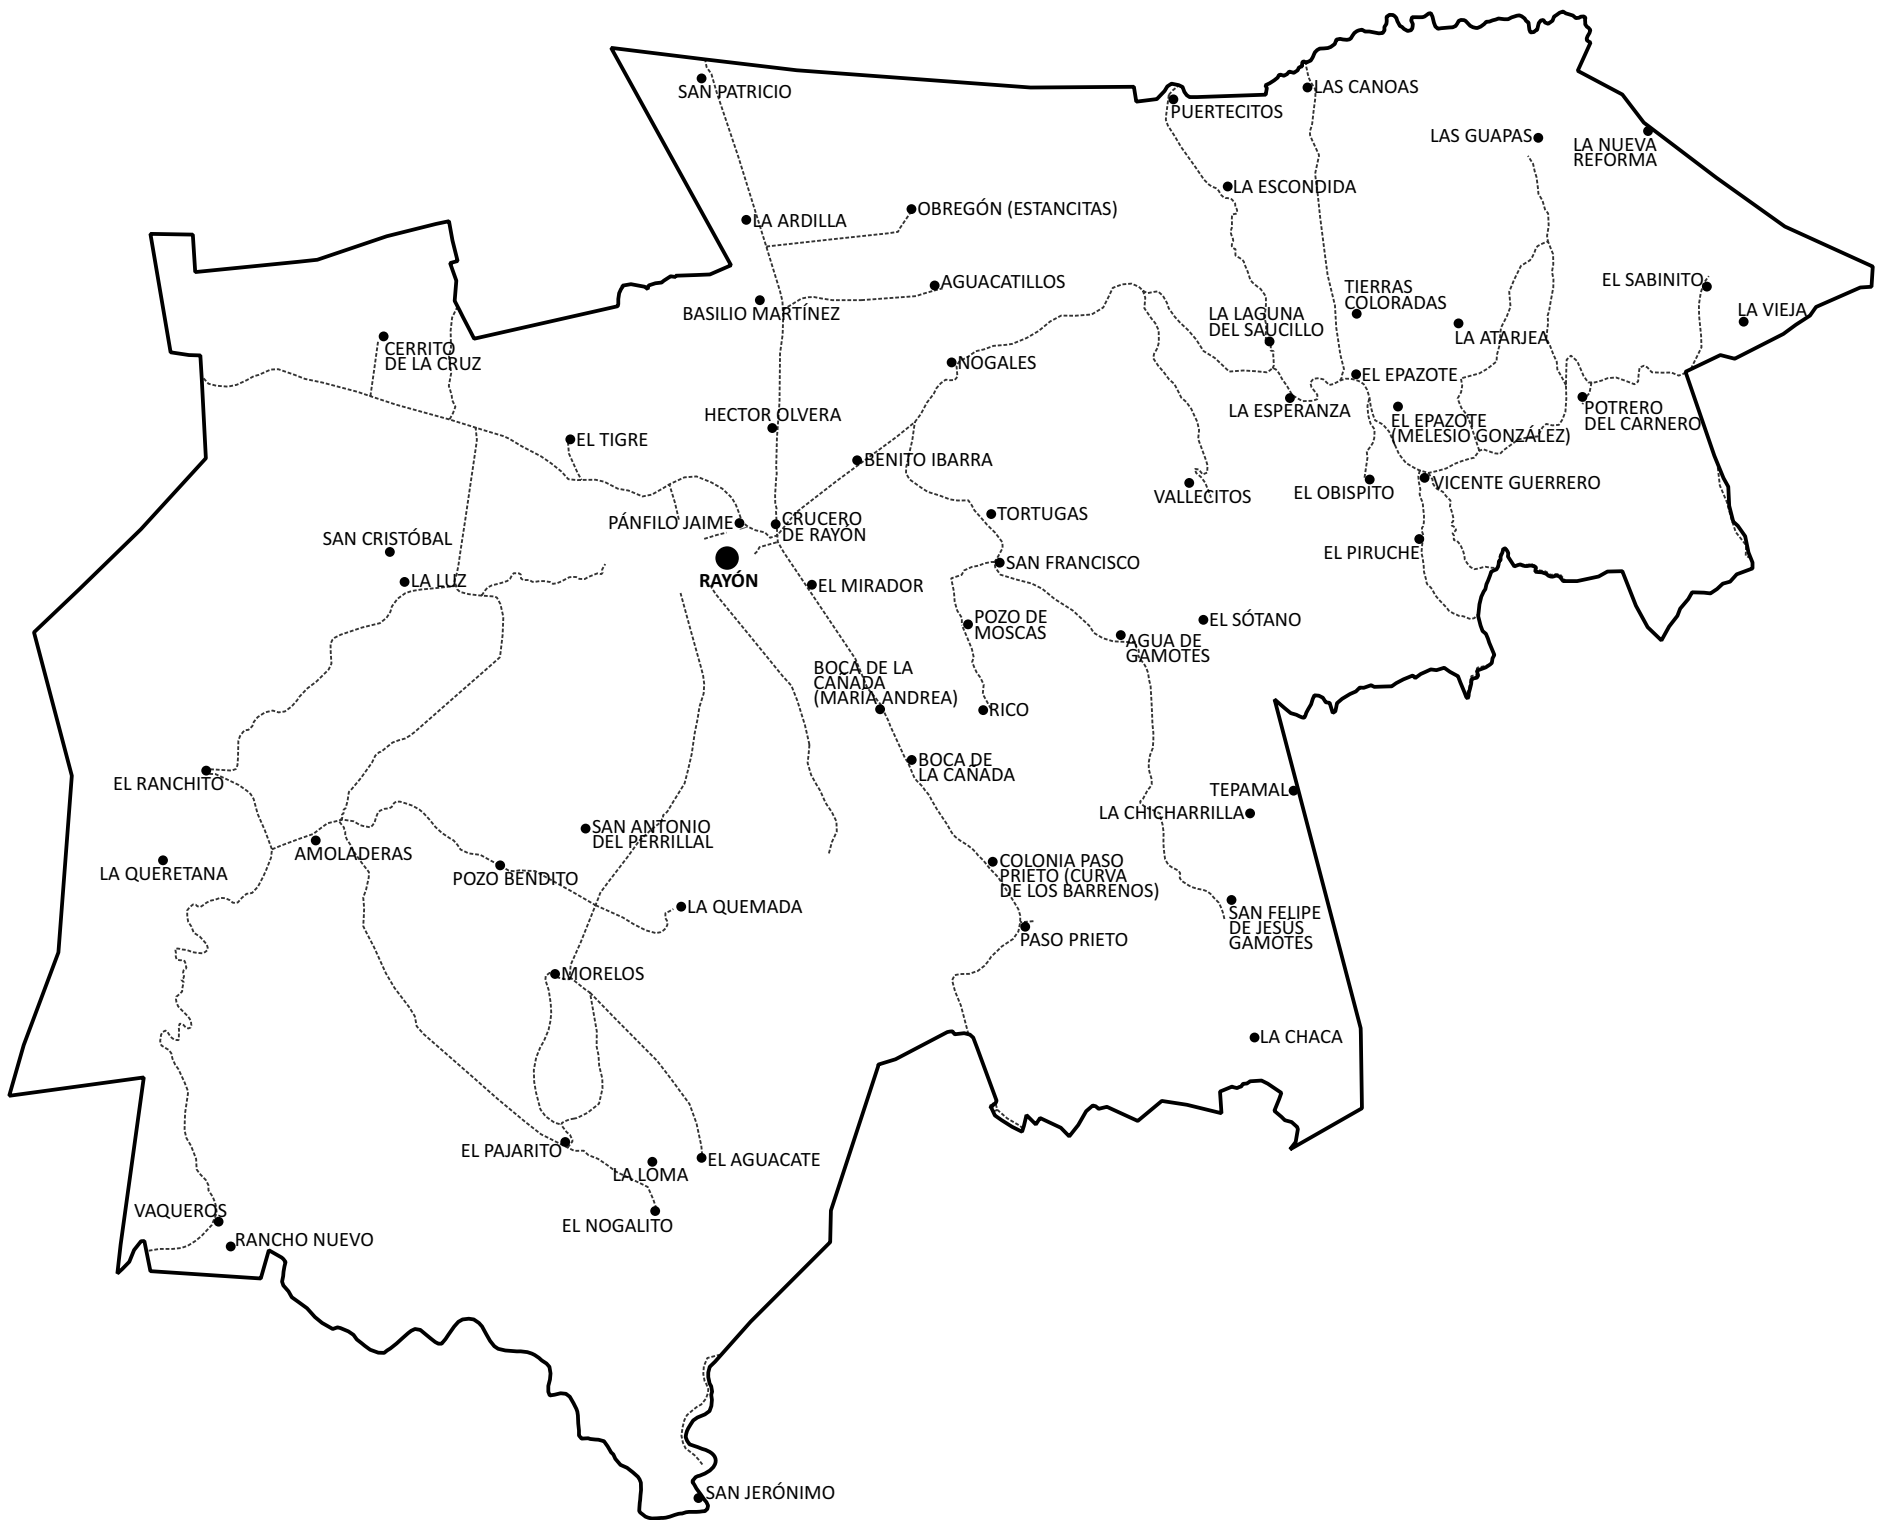 SAN PATRICIO
LAS CANOAS
PUERTECITOS
LAS GUAPAS
LA NUEVA
REFORMA
LA ESCONDIDA
OBREGÓN (ESTANCITAS)
LA ARDILLA
AGUACATILLOS
EL SABINITO
TIERRAS
COLORADAS
LA VIEJA
BASILIO MARTÍNEZ
LA LAGUNA
DEL SAUCILLO
LA ATARJEA
CERRITO
DE LA CRUZ
NOGALES
EL EPAZOTE
HECTOR OLVERA
LA ESPERANZA
EL EPAZOTE
(MELESIO GONZÁLEZ)
POTRERO
DEL CARNERO
EL TIGRE
BENITO IBARRA
VALLECITOS
EL OBISPITO
VICENTE GUERRERO
PÁNFILO JAIME
CRUCERO
DE RAYÓN
TORTUGAS
SAN CRISTÓBAL
EL PIRUCHE
SAN FRANCISCO
RAYÓN
LA LUZ
EL MIRADOR
POZO DE
MOSCAS
EL SÓTANO
AGUA DE
GAMOTES
BOCA DE LA
CAÑADA
(MARÍA ANDREA)
RICO
BOCA DE
LA CAÑADA
EL RANCHITO
TEPAMAL
LA CHICHARRILLA
SAN ANTONIO
DEL PERRILLAL
AMOLADERAS
LA QUERETANA
POZO BENDITO
COLONIA PASO
PRIETO (CURVA
DE LOS BARRENOS)
LA QUEMADA
SAN FELIPE
DE JESÚS
GAMOTES
PASO PRIETO
MORELOS
LA CHACA
EL PAJARITO
LA LOMA
EL AGUACATE
VAQUEROS
EL NOGALITO
RANCHO NUEVO
SAN JERÓNIMO